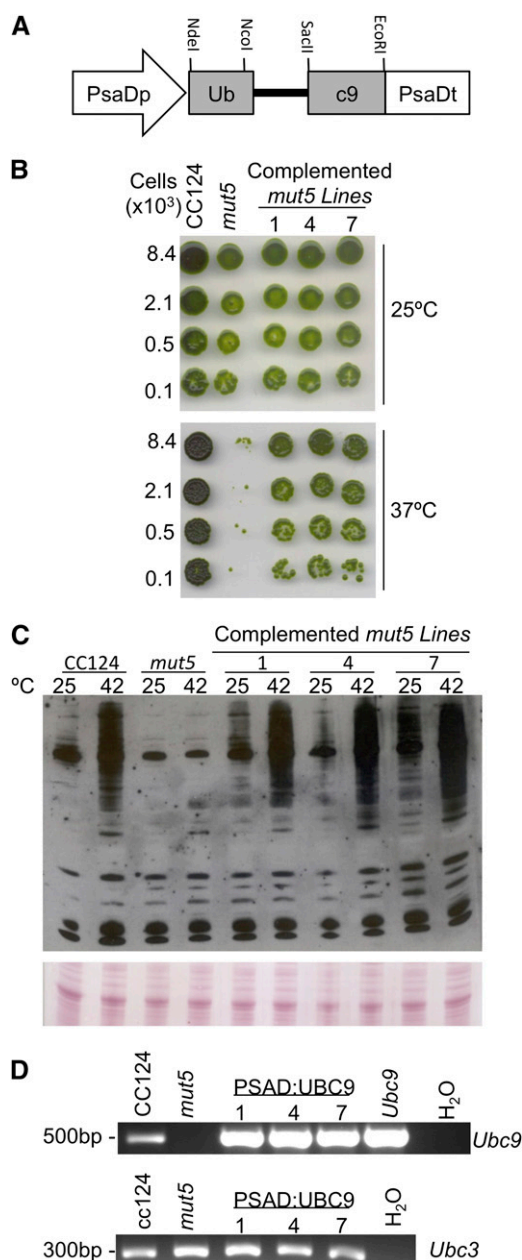 A
NdeI NcoI SacII EcoRI
PsaDp Ub c9 PsaDt
B
Cells (x10³)
CC124 mut5
Complemented
mut5 Lines
1 4 7
8.4
2.1
0.5
0.1
25ºC
8.4
2.1
0.5
0.1
37ºC
C
Complemented mut5 Lines
CC124 mut5 1 4 7
ºC 25 42 25 42 25 42 25 42 25 42
D
CC124 mut5 PSAD:UBC9 Ubc9 H₂O
1 4 7
500bp - Ubc9
cc124 mut5 PSAD:UBC9 H₂O
1 4 7
300bp - Ubc3